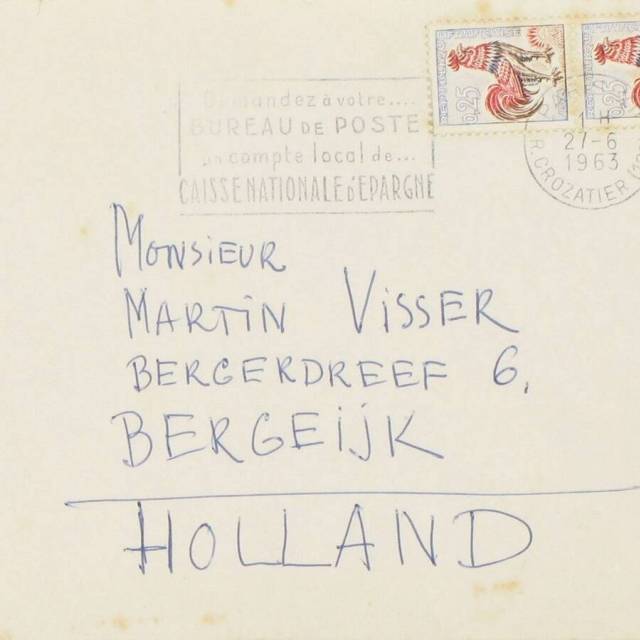 Demandez à votre....
BUREAU DE POSTE
un compte local de...
CAISSE NATIONALE D'EPARGNE
0,25
0,25
27-6
1963
R. CROZATIER
MONSIEUR
MARTIN VISSER
BERGERDREEF 6,
BERGEIJK
HOLLAND